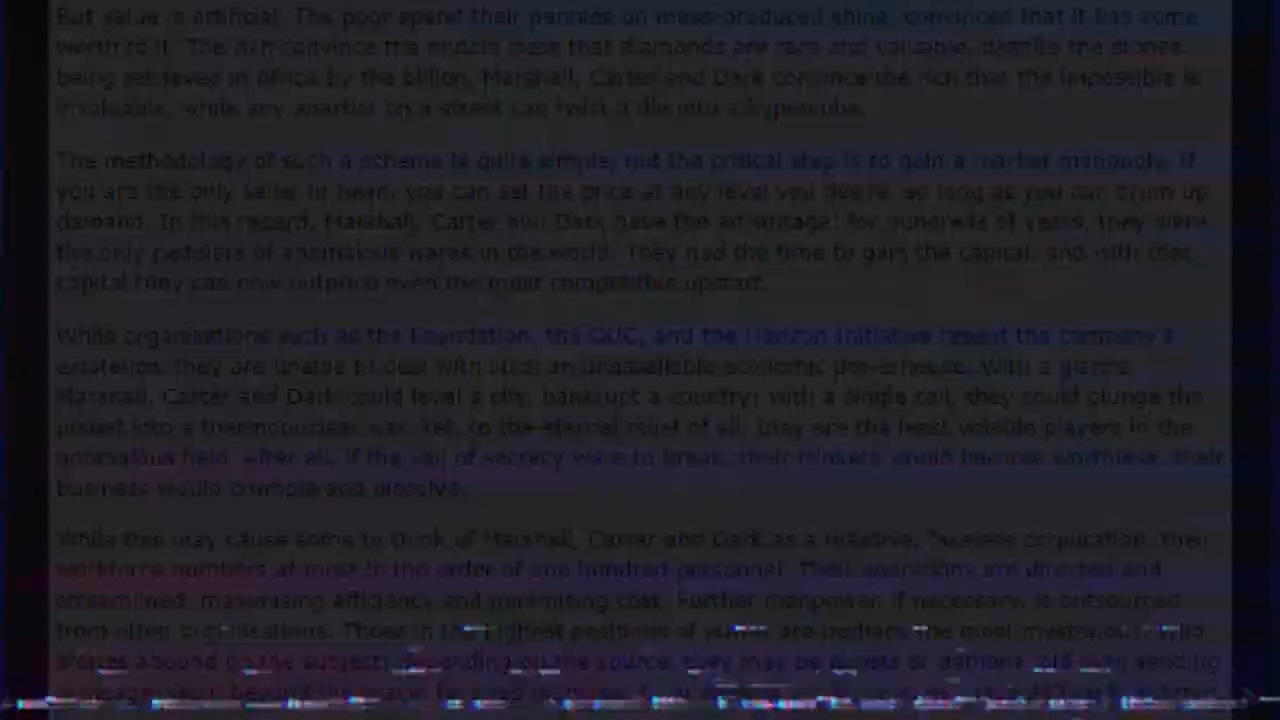 But value is artificial. The poor spend their pennies on mass-produced china, convinced that it has some
worth to it. The rich convince the middle class that diamonds are rare and valuable, despite the stones
being retrieved in Africa by the billion. Marshall, Carter and Dark convince the rich that the impossible is
invaluable, while any anartist on a street can twist a die into a hypercube.
The methodology of such a scheme is quite simple, but the critical step is to gain a market monopoly. If
you are the only seller in town, you can set the price at any level you desire, so long as you can drum up
demand. In this regard, Marshall, Carter and Dark have the advantage: for hundreds of years, they were
the only peddlers of anomalous wares in the world. They had the time to gain the capital, and with that
capital they can now outprice even the most competitive upstart.
While organisations such as the Foundation, the GOC, and the Horizon Initiative resent the company's
existence, they are unable to deal with such an unassailable economic powerhouse. With a glance,
Marshall, Carter and Dark could level a city, bankrupt a country; with a single call, they could plunge the
planet into a thermonuclear war. Yet, to the eternal relief of all, they are the least volatile players in the
anomalous field. After all, if the veil of secrecy were to break, their trinkets would become worthless, their
business would crumple and dissolve.
While this may cause some to think of Marshall, Carter and Dark as a massive, faceless corporation, their
workforce numbers at most in the order of one hundred personnel. Their operations are directed and
streamlined, maximising efficiency and minimising cost. Further manpower, if necessary, is outsourced
from other organisations. Those in the highest positions of power are perhaps the most mysterious. Wild
stories abound on the subject; depending on the source, they may be ghosts or demons, old men sending
beyond the